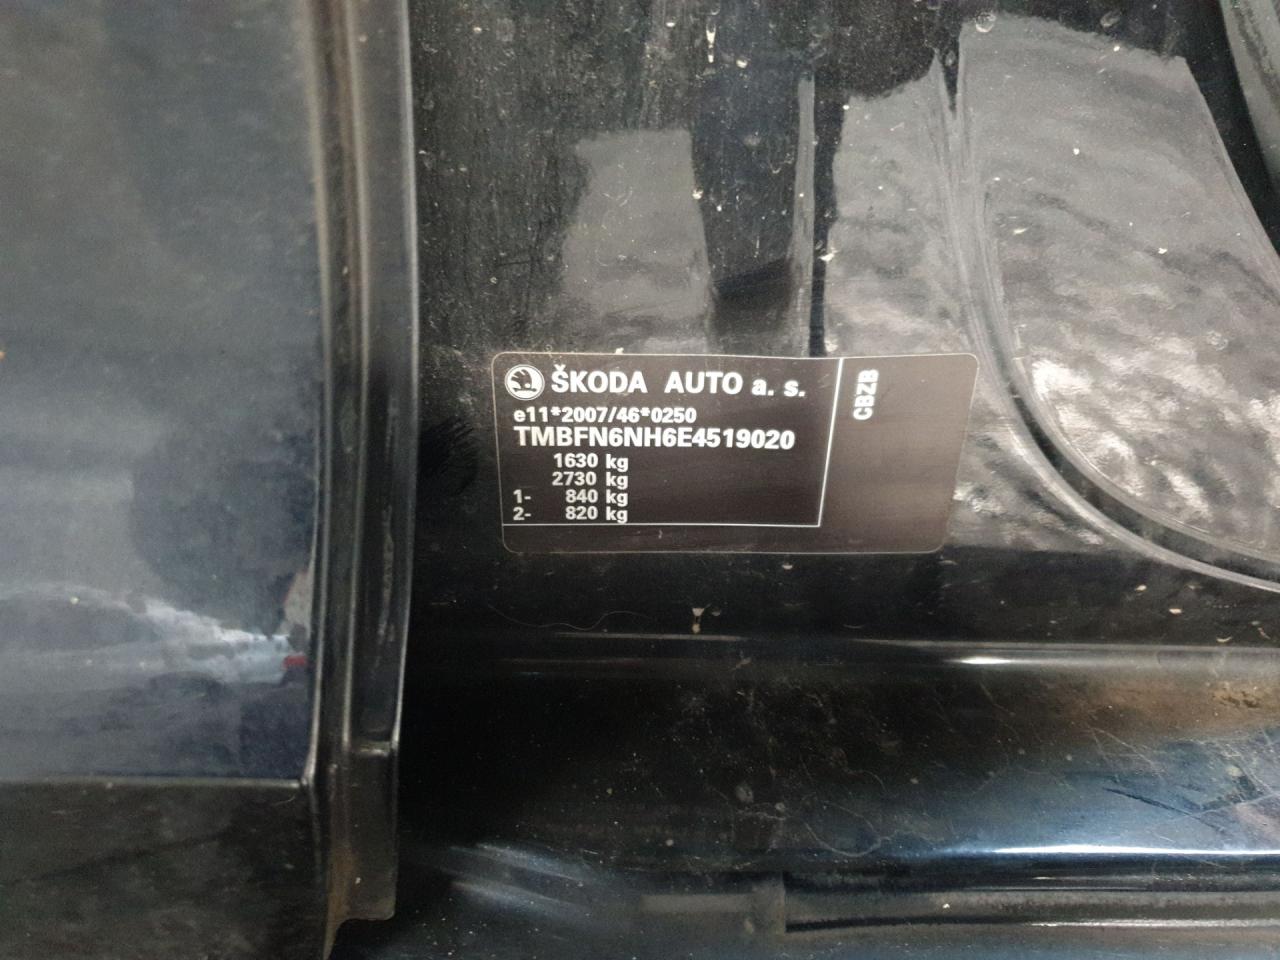 ŠKODA AUTO a. s.
e11*2007/46*0250
TMBFN6NH6E4519020
1630 kg
2730 kg
1- 840 kg
2- 820 kg
CBZB